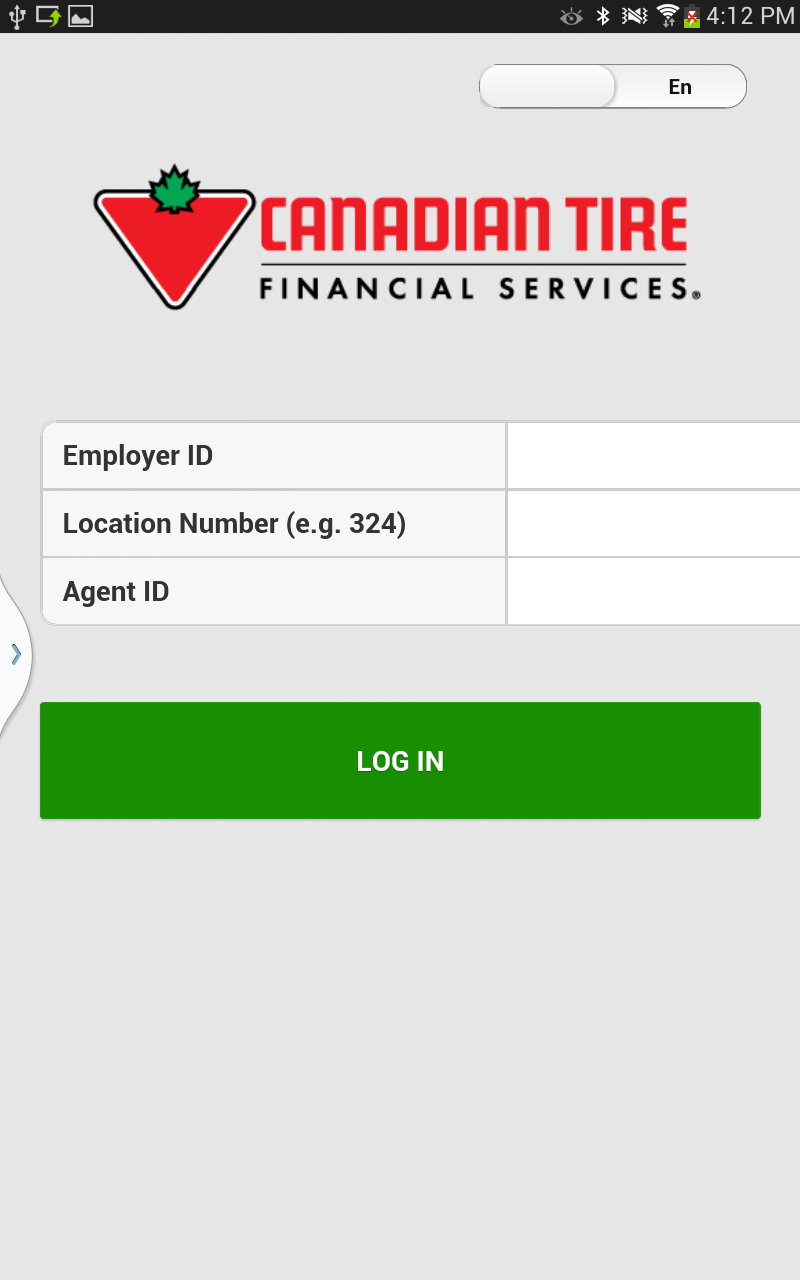 4:12 PM
En
CANADIAN TIRE
FINANCIAL SERVICES®
Employer ID
Location Number (e.g. 324)
Agent ID
LOG IN